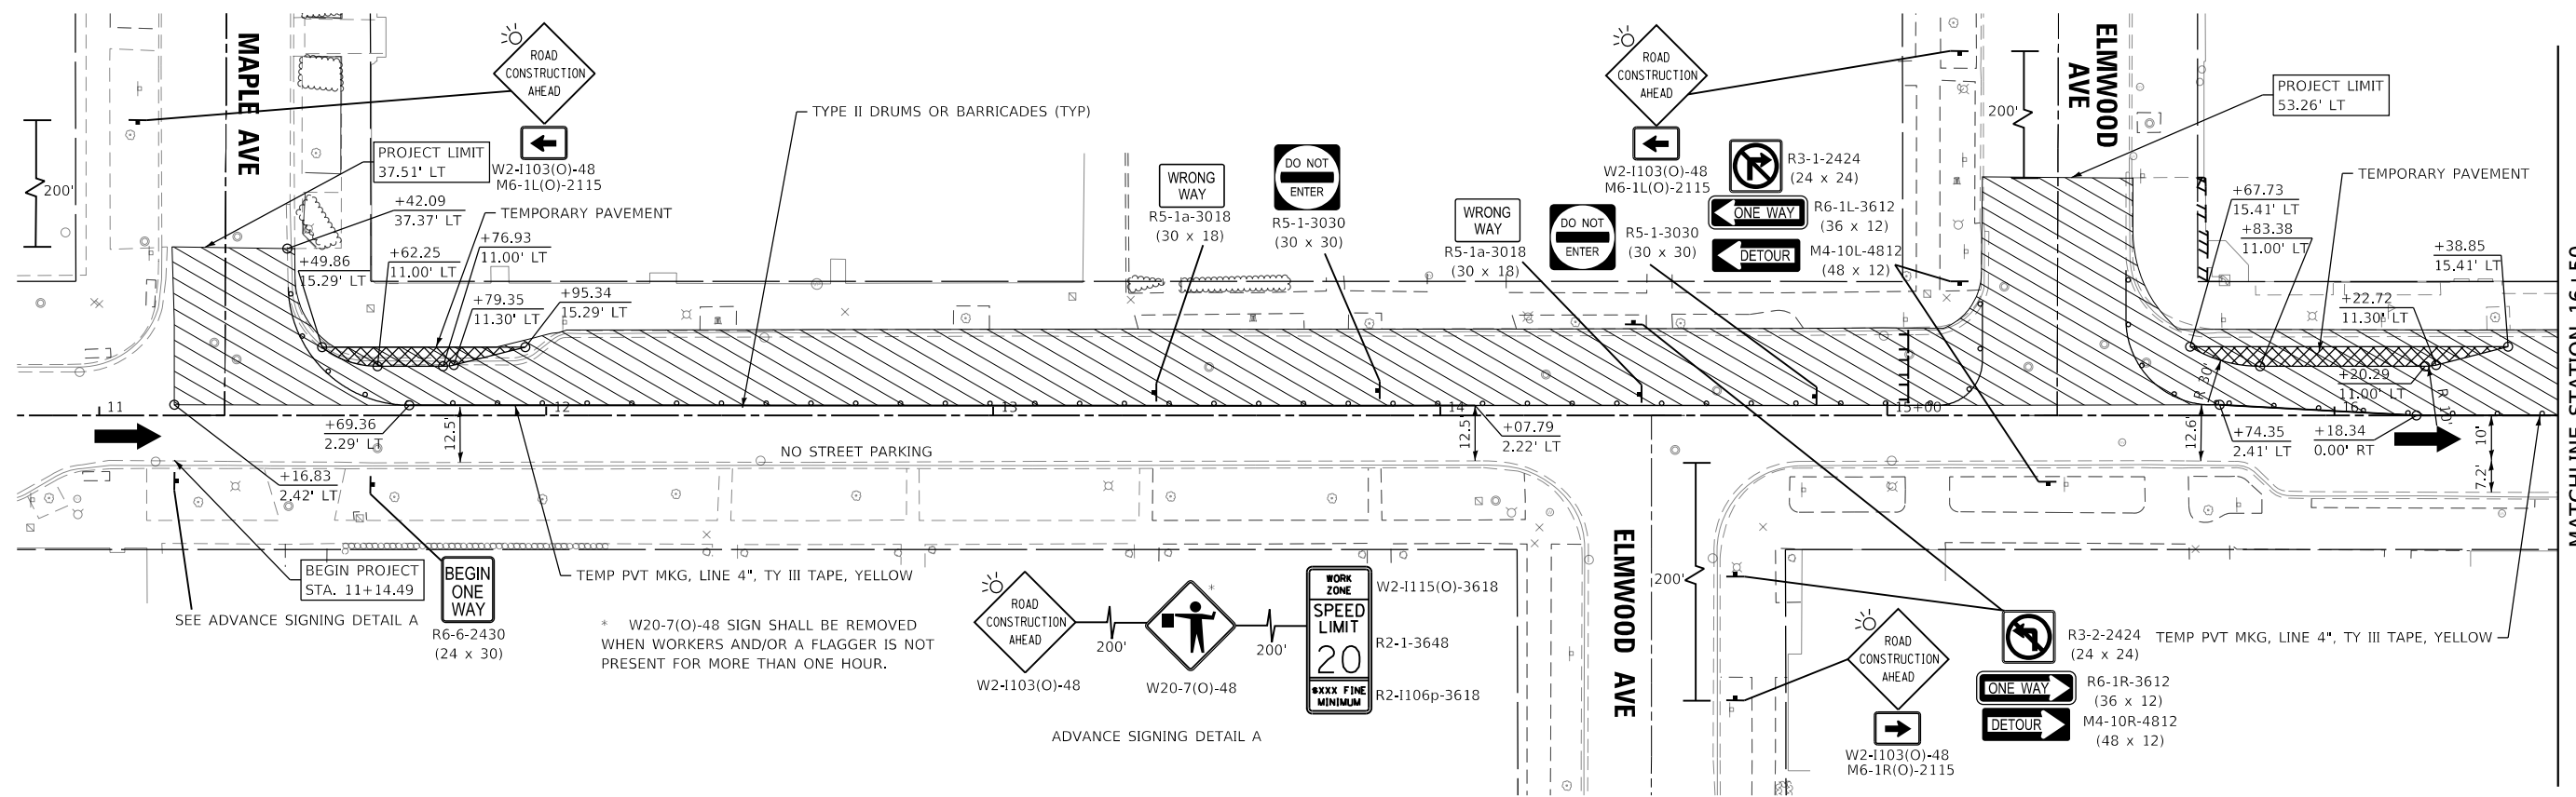 MAPLE AVE
ROAD
CONSTRUCTION
AHEAD
W2-I103(O)-48
M6-1L(O)-2115
200'
PROJECT LIMIT
37.51' LT
+42.09
37.37' LT
TEMPORARY PAVEMENT
+49.86
15.29' LT
+62.25
11.00' LT
+76.93
11.00' LT
+79.35
11.30' LT
+95.34
15.29' LT
TYPE II DRUMS OR BARRICADES (TYP)
WRONG
WAY
R5-1a-3018
(30 x 18)
DO NOT
ENTER
R5-1-3030
(30 x 30)
WRONG
WAY
R5-1a-3018
(30 x 18)
DO NOT
ENTER
R5-1-3030
(30 x 30)
ROAD
CONSTRUCTION
AHEAD
W2-I103(O)-48
M6-1L(O)-2115
R3-1-2424
(24 x 24)
ONE WAY
R6-1L-3612
(36 x 12)
DETOUR
M4-10L-4812
(48 x 12)
200'
ELMWOOD
AVE
PROJECT LIMIT
53.26' LT
+67.73
15.41' LT
+83.38
11.00' LT
TEMPORARY PAVEMENT
+38.85
15.41' LT
+22.72
11.30' LT
+20.29
11.00' LT
R 30'
R 10'
MATCHLINE STATION 16+50
11
12
13
14
15+00
16
+69.36
2.29' LT
12.5'
+16.83
2.42' LT
NO STREET PARKING
12.5'
+07.79
2.22' LT
12.6'
+74.35
2.41' LT
+18.34
0.00' RT
10'
7.2'
BEGIN PROJECT
STA. 11+14.49
SEE ADVANCE SIGNING DETAIL A
BEGIN
ONE
WAY
R6-6-2430
(24 x 30)
TEMP PVT MKG, LINE 4", TY III TAPE, YELLOW
* W20-7(O)-48 SIGN SHALL BE REMOVED
WHEN WORKERS AND/OR A FLAGGER IS NOT
PRESENT FOR MORE THAN ONE HOUR.
ROAD
CONSTRUCTION
AHEAD
W2-I103(O)-48
200'
*
W20-7(O)-48
200'
WORK
ZONE
SPEED
LIMIT
20
$XXX FINE
MINIMUM
W2-I115(O)-3618
R2-1-3648
R2-I106p-3618
ADVANCE SIGNING DETAIL A
ELMWOOD AVE
200'
ROAD
CONSTRUCTION
AHEAD
W2-I103(O)-48
M6-1R(O)-2115
R3-2-2424
(24 x 24)
ONE WAY
R6-1R-3612
(36 x 12)
DETOUR
M4-10R-4812
(48 x 12)
TEMP PVT MKG, LINE 4", TY III TAPE, YELLOW